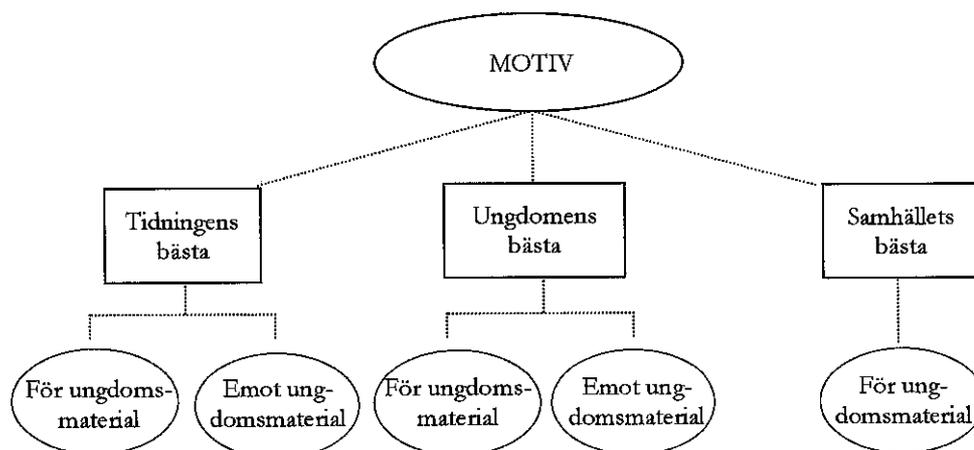 MOTIV
Tidningens
bästa
Ungdomens
bästa
Samhällets
bästa
För ungdoms-
material
Emot ung-
domsmaterial
För ungdoms-
material
Emot ung-
domsmaterial
För ung-
domsmaterial